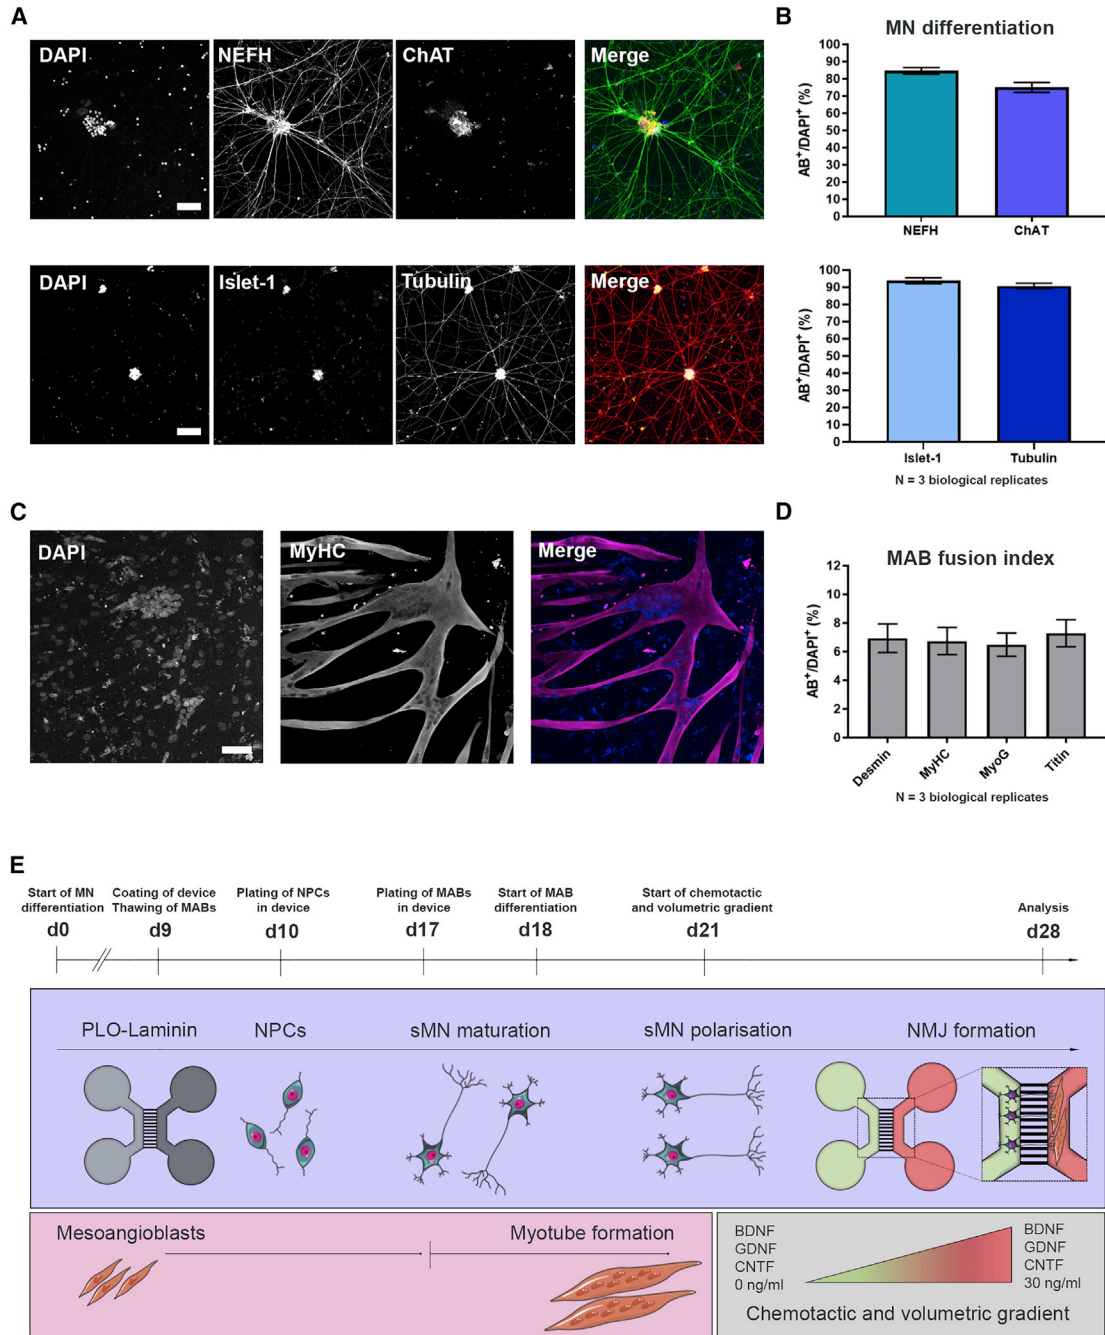 A
DAPI
NEFH
ChAT
Merge
DAPI
Islet-1
Tubulin
Merge
B
MN differentiation
AB+/DAPI+ (%)
100
90
80
70
60
50
40
30
20
10
0
NEFH
ChAT
AB+/DAPI+ (%)
100
90
80
70
60
50
40
30
20
10
0
Islet-1
Tubulin
N = 3 biological replicates
C
DAPI
MyHC
Merge
D
MAB fusion index
AB+/DAPI+ (%)
12
10
8
6
4
2
0
Desmin
MyHC
MyoG
Titin
N = 3 biological replicates
E
Start of MN
differentiation
d0
Coating of device
Thawing of MABs
d9
Plating of NPCs
in device
d10
Plating of MABs
in device
d17
Start of MAB
differentiation
d18
Start of chemotactic
and volumetric gradient
d21
Analysis
d28
PLO-Laminin
NPCs
sMN maturation
sMN polarisation
NMJ formation
Mesoangioblasts
Myotube formation
BDNF
GDNF
CNTF
0 ng/ml
BDNF
GDNF
CNTF
30 ng/ml
Chemotactic and volumetric gradient